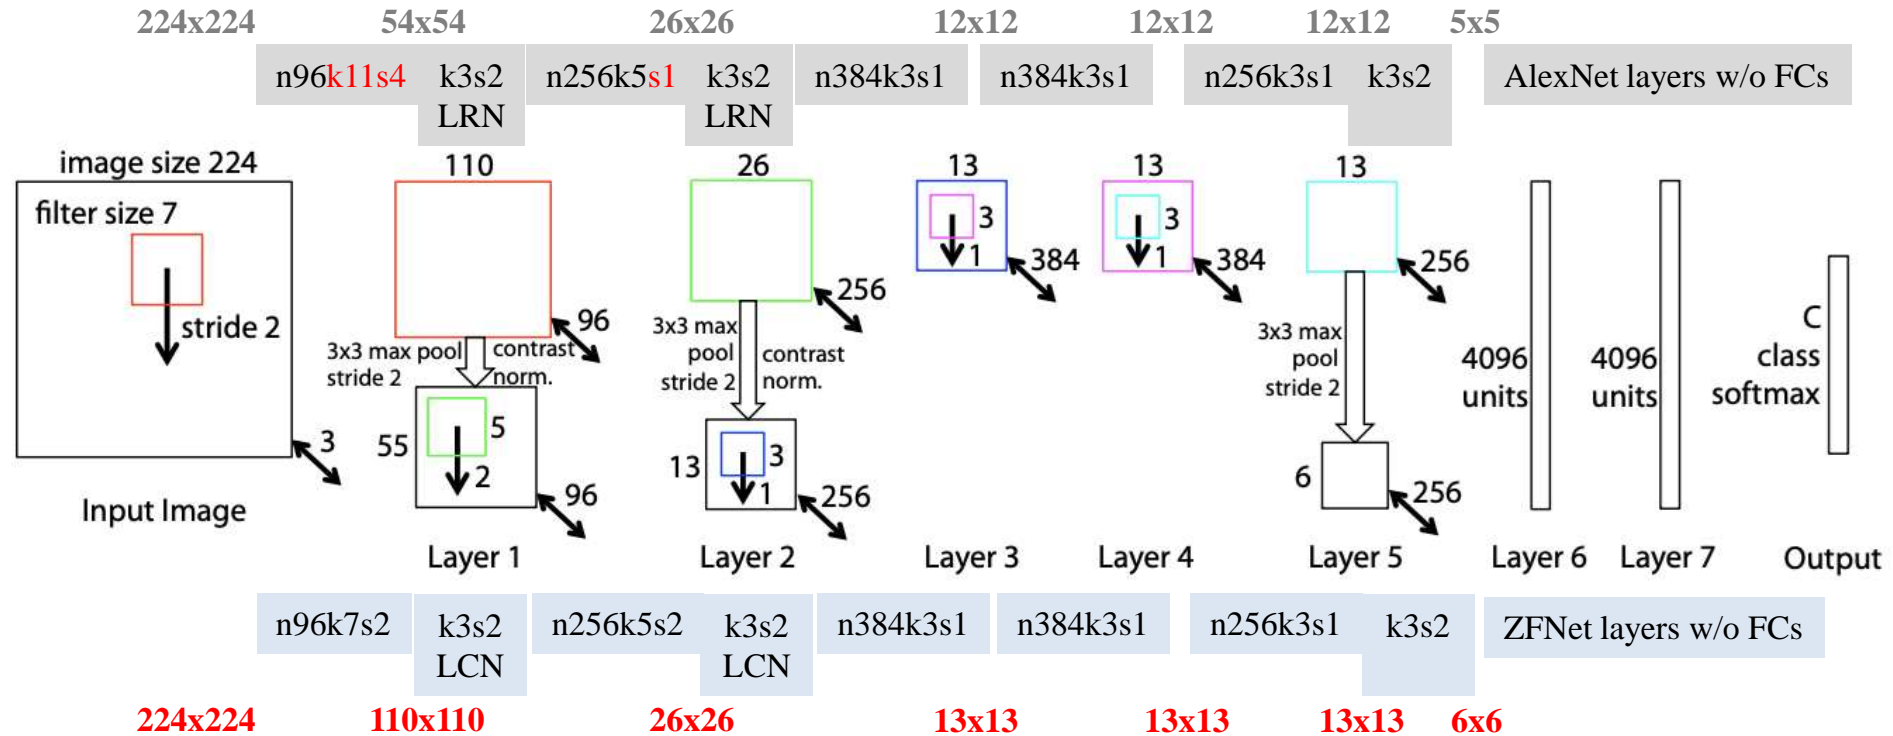 224x224 54x54 26x26 12x12 12x12 12x12 5x5
n96k11s4 k3s2 n256k5s1 k3s2 n384k3s1 n384k3s1 n256k3s1 k3s2 AlexNet layers w/o FCs
LRN LRN
image size 224 110 26 13 13 13
filter size 7
stride 2
3
Input Image
96
3x3 max pool contrast
stride 2 norm.
55
5
2
96
Layer 1
256
3x3 max
pool contrast
stride 2 norm.
13
3
1
256
Layer 2
3
1
384
Layer 3
3
1
384
Layer 4
256
3x3 max
pool
stride 2
6
256
Layer 5
4096
units
Layer 6
4096
units
Layer 7
C
class
softmax
Output
n96k7s2 k3s2 n256k5s2 k3s2 n384k3s1 n384k3s1 n256k3s1 k3s2 ZFNet layers w/o FCs
LCN LCN
224x224 110x110 26x26 13x13 13x13 13x13 6x6